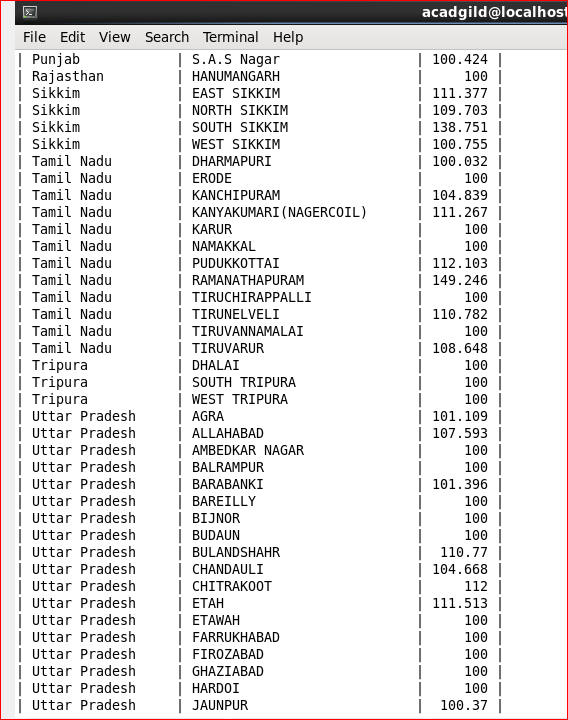 acadgild@localhost
File Edit View Search Terminal Help
| Punjab | S.A.S Nagar | 100.424 |
| Rajasthan | HANUMANGARH | 100 |
| Sikkim | EAST SIKKIM | 111.377 |
| Sikkim | NORTH SIKKIM | 109.703 |
| Sikkim | SOUTH SIKKIM | 138.751 |
| Sikkim | WEST SIKKIM | 100.755 |
| Tamil Nadu | DHARMAPURI | 100.032 |
| Tamil Nadu | ERODE | 100 |
| Tamil Nadu | KANCHIPURAM | 104.839 |
| Tamil Nadu | KANYAKUMARI(NAGERCOIL) | 111.267 |
| Tamil Nadu | KARUR | 100 |
| Tamil Nadu | NAMAKKAL | 100 |
| Tamil Nadu | PUDUKKOTTAI | 112.103 |
| Tamil Nadu | RAMANATHAPURAM | 149.246 |
| Tamil Nadu | TIRUCHIRAPPALLI | 100 |
| Tamil Nadu | TIRUNELVELI | 110.782 |
| Tamil Nadu | TIRUVANNAMALAI | 100 |
| Tamil Nadu | TIRUVARUR | 108.648 |
| Tripura | DHALAI | 100 |
| Tripura | SOUTH TRIPURA | 100 |
| Tripura | WEST TRIPURA | 100 |
| Uttar Pradesh | AGRA | 101.109 |
| Uttar Pradesh | ALLAHABAD | 107.593 |
| Uttar Pradesh | AMBEDKAR NAGAR | 100 |
| Uttar Pradesh | BALRAMPUR | 100 |
| Uttar Pradesh | BARABANKI | 101.396 |
| Uttar Pradesh | BAREILLY | 100 |
| Uttar Pradesh | BIJNOR | 100 |
| Uttar Pradesh | BUDAUN | 100 |
| Uttar Pradesh | BULANDSHAHR | 110.77 |
| Uttar Pradesh | CHANDAULI | 104.668 |
| Uttar Pradesh | CHITRAKOOT | 112 |
| Uttar Pradesh | ETAH | 111.513 |
| Uttar Pradesh | ETAWAH | 100 |
| Uttar Pradesh | FARRUKHABAD | 100 |
| Uttar Pradesh | FIROZABAD | 100 |
| Uttar Pradesh | GHAZIABAD | 100 |
| Uttar Pradesh | HARDOI | 100 |
| Uttar Pradesh | JAUNPUR | 100.37 |